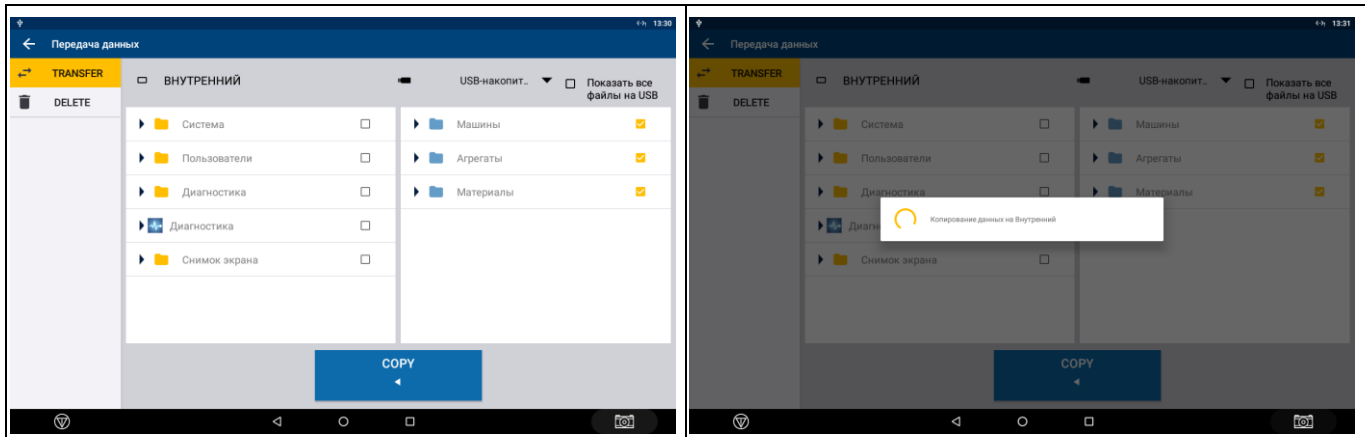 13:30
Передача данных
TRANSFER
DELETE
ВНУТРЕННИЙ
USB-накопит..
Показать все
файлы на USB
Система
Пользователи
Диагностика
Диагностика
Снимок экрана
Машины
Агрегаты
Материалы
COPY
13:31
Передача данных
TRANSFER
DELETE
ВНУТРЕННИЙ
USB-накопит..
Показать все
файлы на USB
Система
Пользователи
Диагностика
Диагн
Снимок экрана
Машины
Агрегаты
Материалы
Копирование данных на Внутренний
COPY